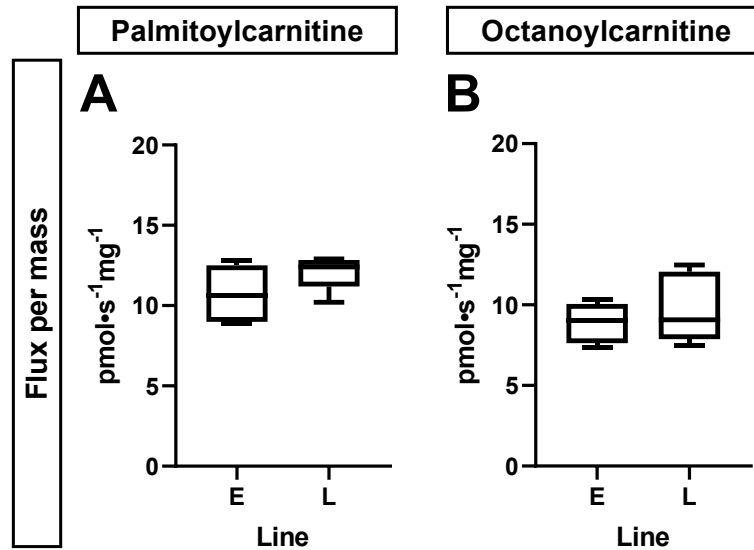 Palmitoylcarnitine
Octanoylcarnitine
Flux per mass
A
pmol•s⁻¹mg⁻¹
20
15
10
5
0
E L
Line
B
pmol•s⁻¹mg⁻¹
20
15
10
5
0
E L
Line